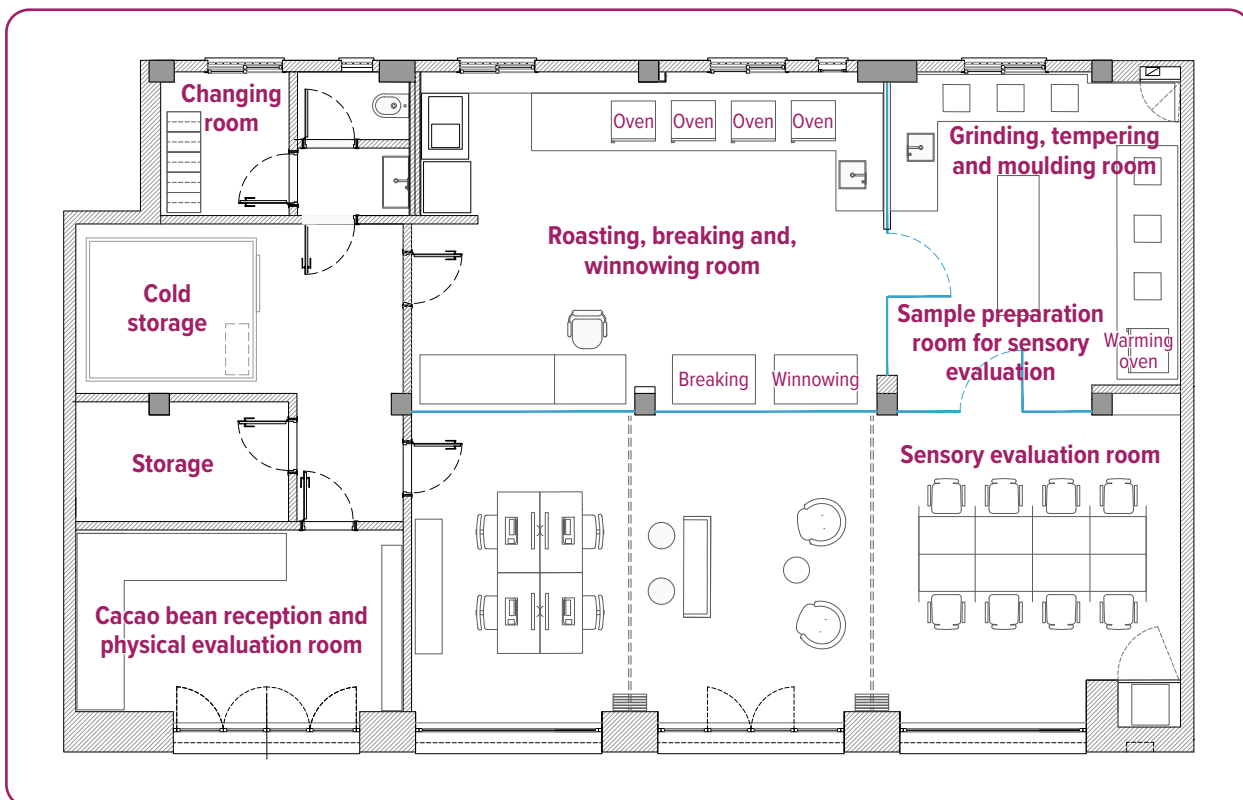 Changing
room
Oven
Oven
Oven
Oven
Grinding, tempering
and moulding room
Roasting, breaking and,
winnowing room
Cold
storage
Sample preparation
room for sensory
evaluation
Warming
oven
Breaking
Winnowing
Storage
Sensory evaluation room
Cacao bean reception and
physical evaluation room